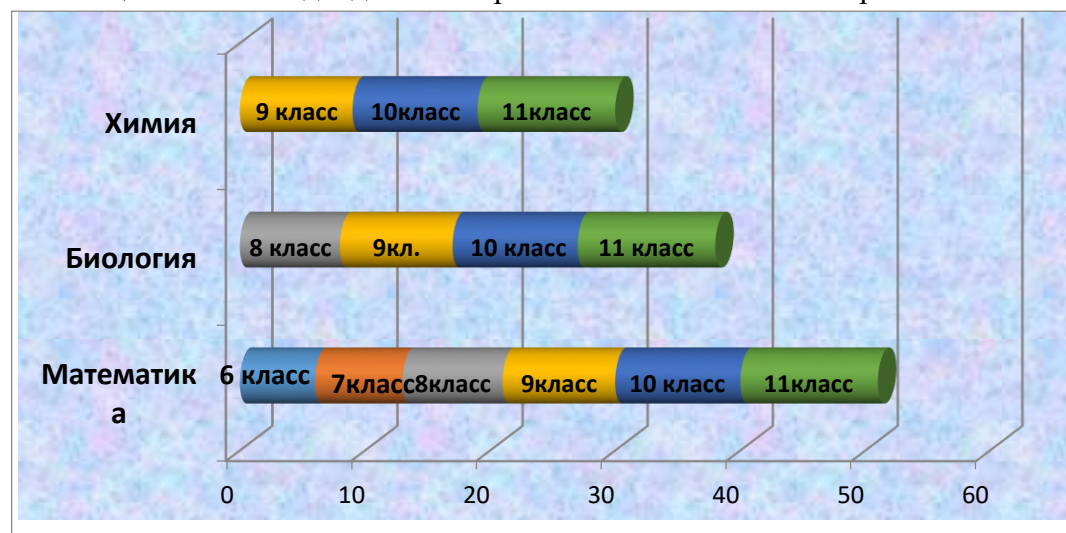 Химия
9 класс 10класс 11класс
Биология
8 класс 9кл. 10 класс 11 класс
Математик
а
6 класс 7класс 8класс 9класс 10 класс 11класс
0 10 20 30 40 50 60